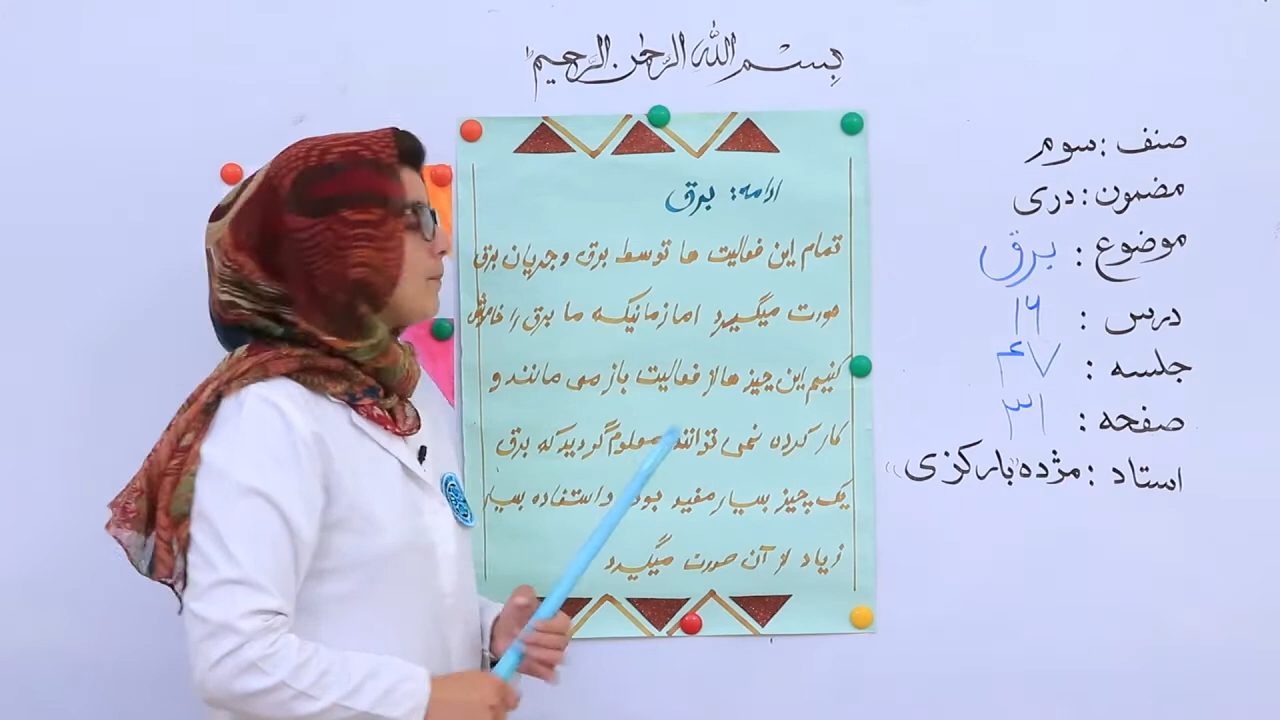 بسم الله الرحمن الرحیم
ادامه: برق
تمام این فعالیت ها توسط برق و جریان برق
صورت میگیرد اما زمانیکه ما برق را خاموش
کنیم این چیز ها از فعالیت باز می مانند و
کار کرده نمی توانند معلوم گردید که برق
یک چیز بسیار مفید بوده و استفاده بسیار
زیاد از آن صورت میگیرد
صنف : سوم
مضمون : دری
موضوع : برق
درس : ۱۶
جلسه : ۴۷
صفحه : ۳۱
استاد : مژده "بارکزی"